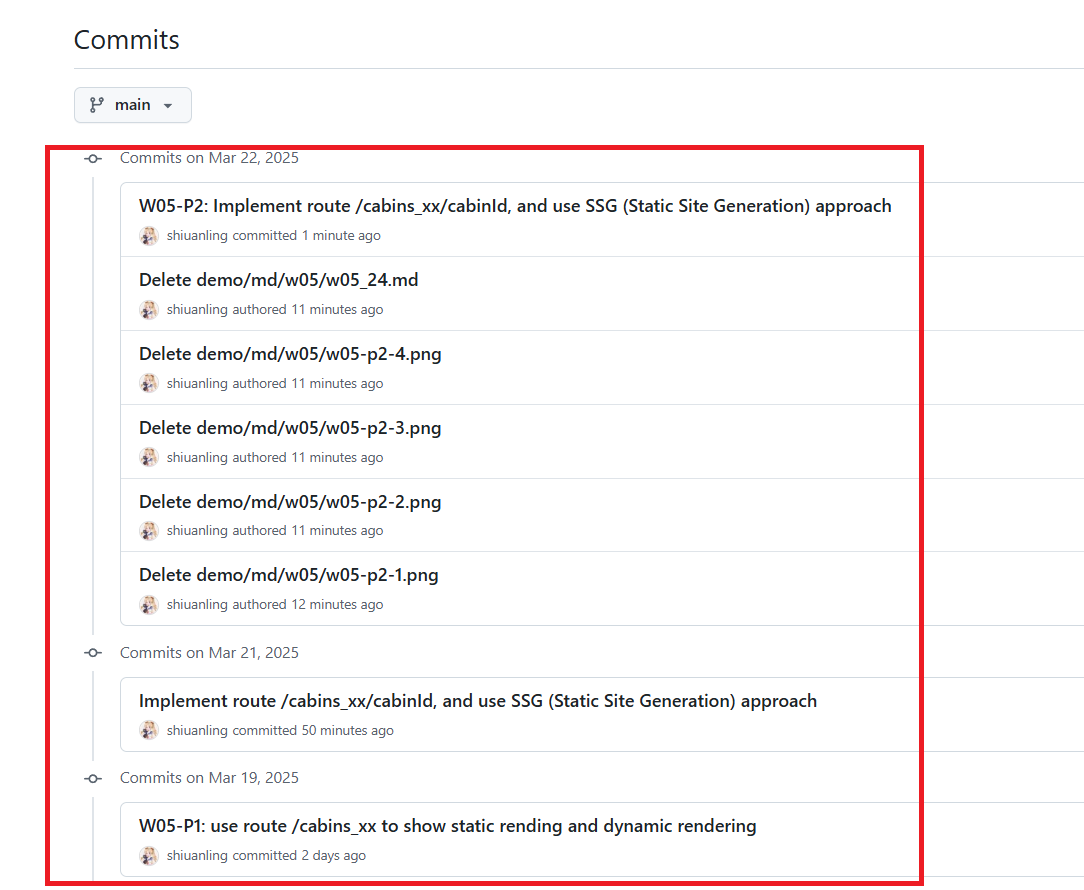 Commits
main
Commits on Mar 22, 2025
W05-P2: Implement route /cabins_xx/cabinId, and use SSG (Static Site Generation) approach
shiuanling committed 1 minute ago
Delete demo/md/w05/w05_24.md
shiuanling authored 11 minutes ago
Delete demo/md/w05/w05-p2-4.png
shiuanling authored 11 minutes ago
Delete demo/md/w05/w05-p2-3.png
shiuanling authored 11 minutes ago
Delete demo/md/w05/w05-p2-2.png
shiuanling authored 11 minutes ago
Delete demo/md/w05/w05-p2-1.png
shiuanling authored 12 minutes ago
Commits on Mar 21, 2025
Implement route /cabins_xx/cabinId, and use SSG (Static Site Generation) approach
shiuanling committed 50 minutes ago
Commits on Mar 19, 2025
W05-P1: use route /cabins_xx to show static rending and dynamic rendering
shiuanling committed 2 days ago